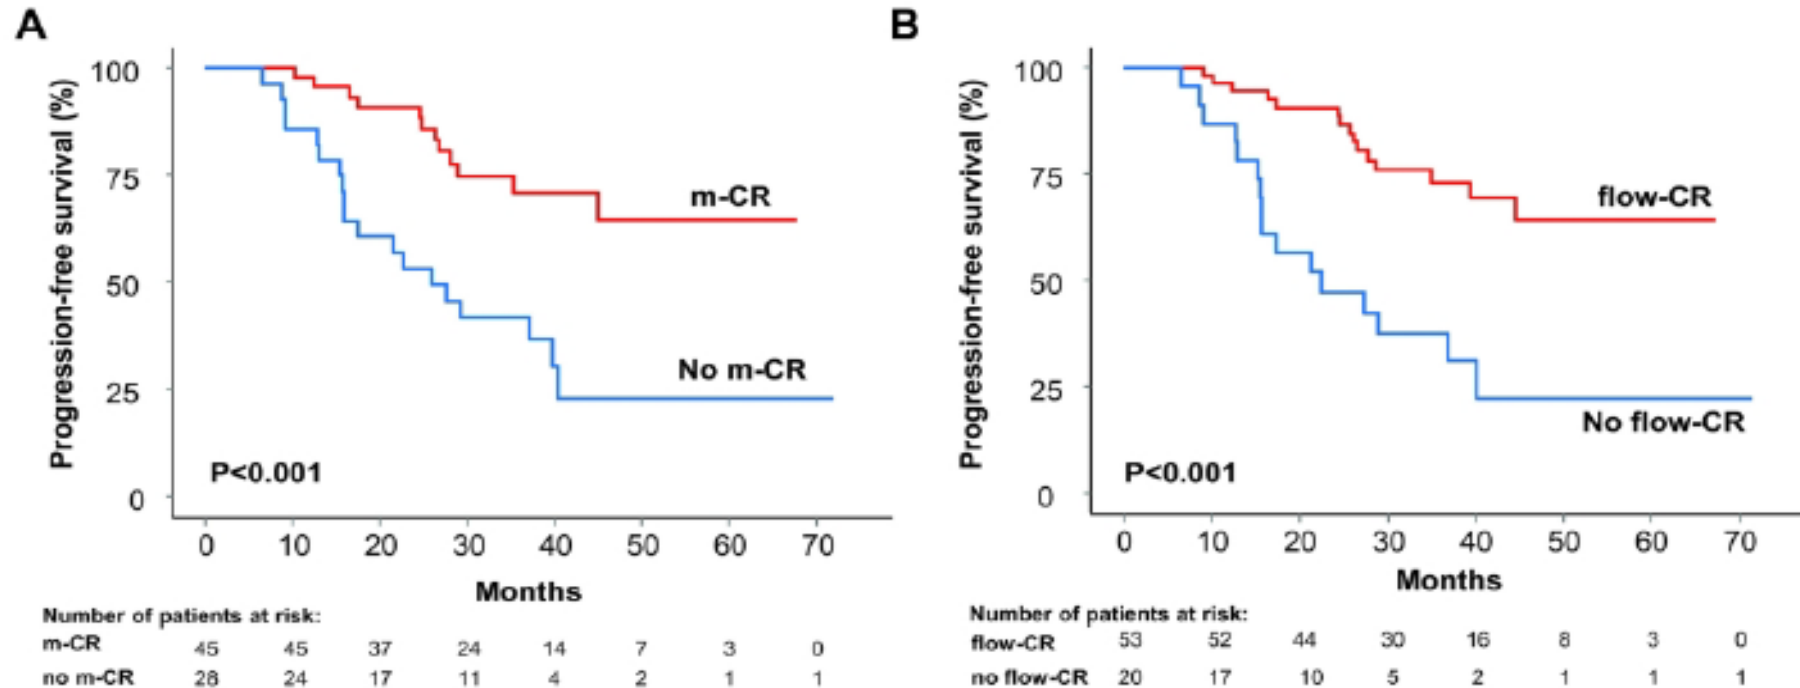 A
Progression-free survival (%)
100
75
50
25
0
m-CR
No m-CR
P<0.001
0 10 20 30 40 50 60 70
Months
Number of patients at risk:
m-CR 45 45 37 24 14 7 3 0
no m-CR 28 24 17 11 4 2 1 1
B
Progression-free survival (%)
100
75
50
25
0
flow-CR
No flow-CR
P<0.001
0 10 20 30 40 50 60 70
Months
Number of patients at risk:
flow-CR 53 52 44 30 16 8 3 0
no flow-CR 20 17 10 5 2 1 1 1